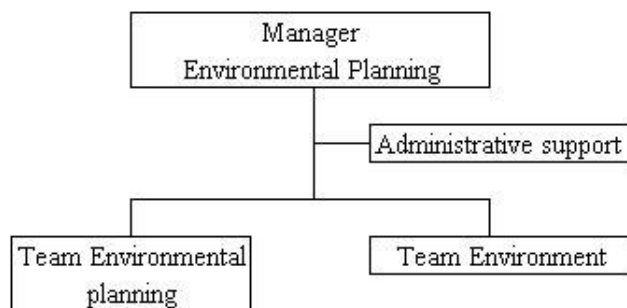 Manager
Environmental Planning
Administrative support
Team Environmental
planning
Team Environment